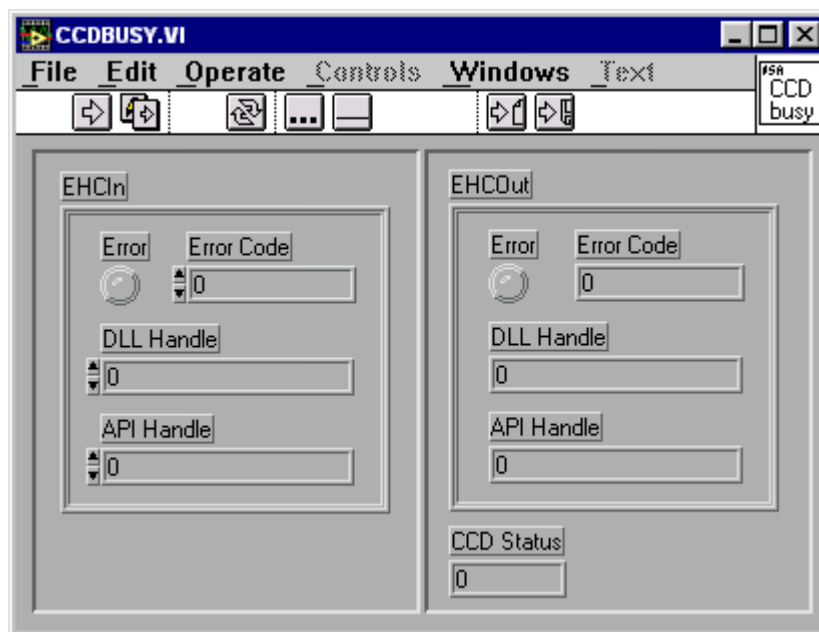 CCDBUSY.VI
File Edit Operate Controls Windows Text
CCD
busy
EHCIn
Error Error Code
0
DLL Handle
0
API Handle
0
EHCOut
Error Error Code
0
DLL Handle
0
API Handle
0
CCD Status
0